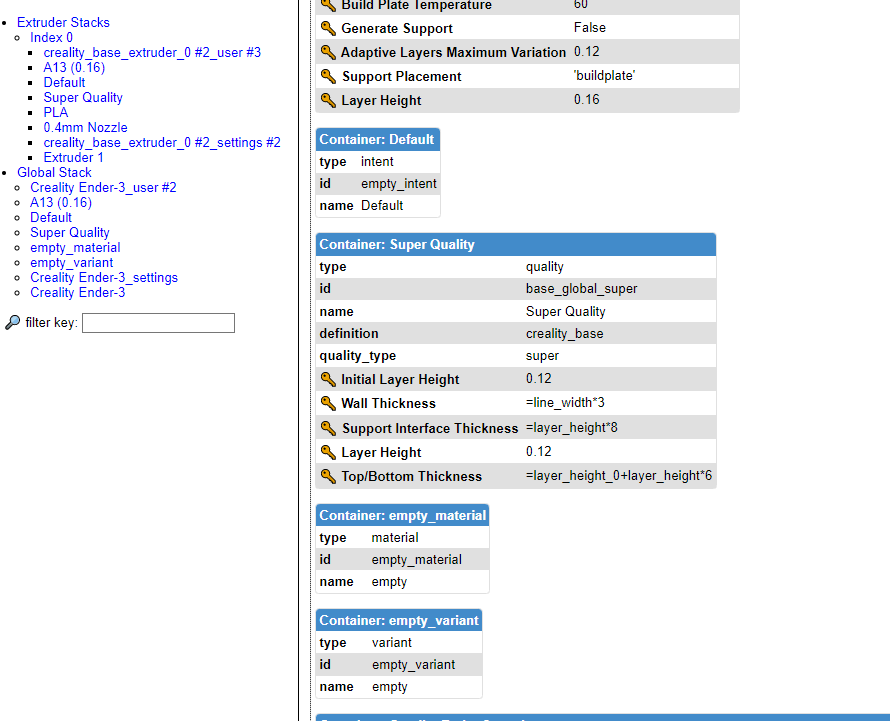 Extruder Stacks
Index 0
creality_base_extruder_0 #2_user #3
A13 (0.16)
Default
Super Quality
PLA
0.4mm Nozzle
creality_base_extruder_0 #2_settings #2
Extruder 1
Global Stack
Creality Ender-3_user #2
A13 (0.16)
Default
Super Quality
empty_material
empty_variant
Creality Ender-3_settings
Creality Ender-3
filter key:
Build Plate Temperature 60
Generate Support False
Adaptive Layers Maximum Variation 0.12
Support Placement 'buildplate'
Layer Height 0.16
Container: Default
type intent
id empty_intent
name Default
Container: Super Quality
type quality
id base_global_super
name Super Quality
definition creality_base
quality_type super
Initial Layer Height 0.12
Wall Thickness =line_width*3
Support Interface Thickness =layer_height*8
Layer Height 0.12
Top/Bottom Thickness =layer_height_0+layer_height*6
Container: empty_material
type material
id empty_material
name empty
Container: empty_variant
type variant
id empty_variant
name empty